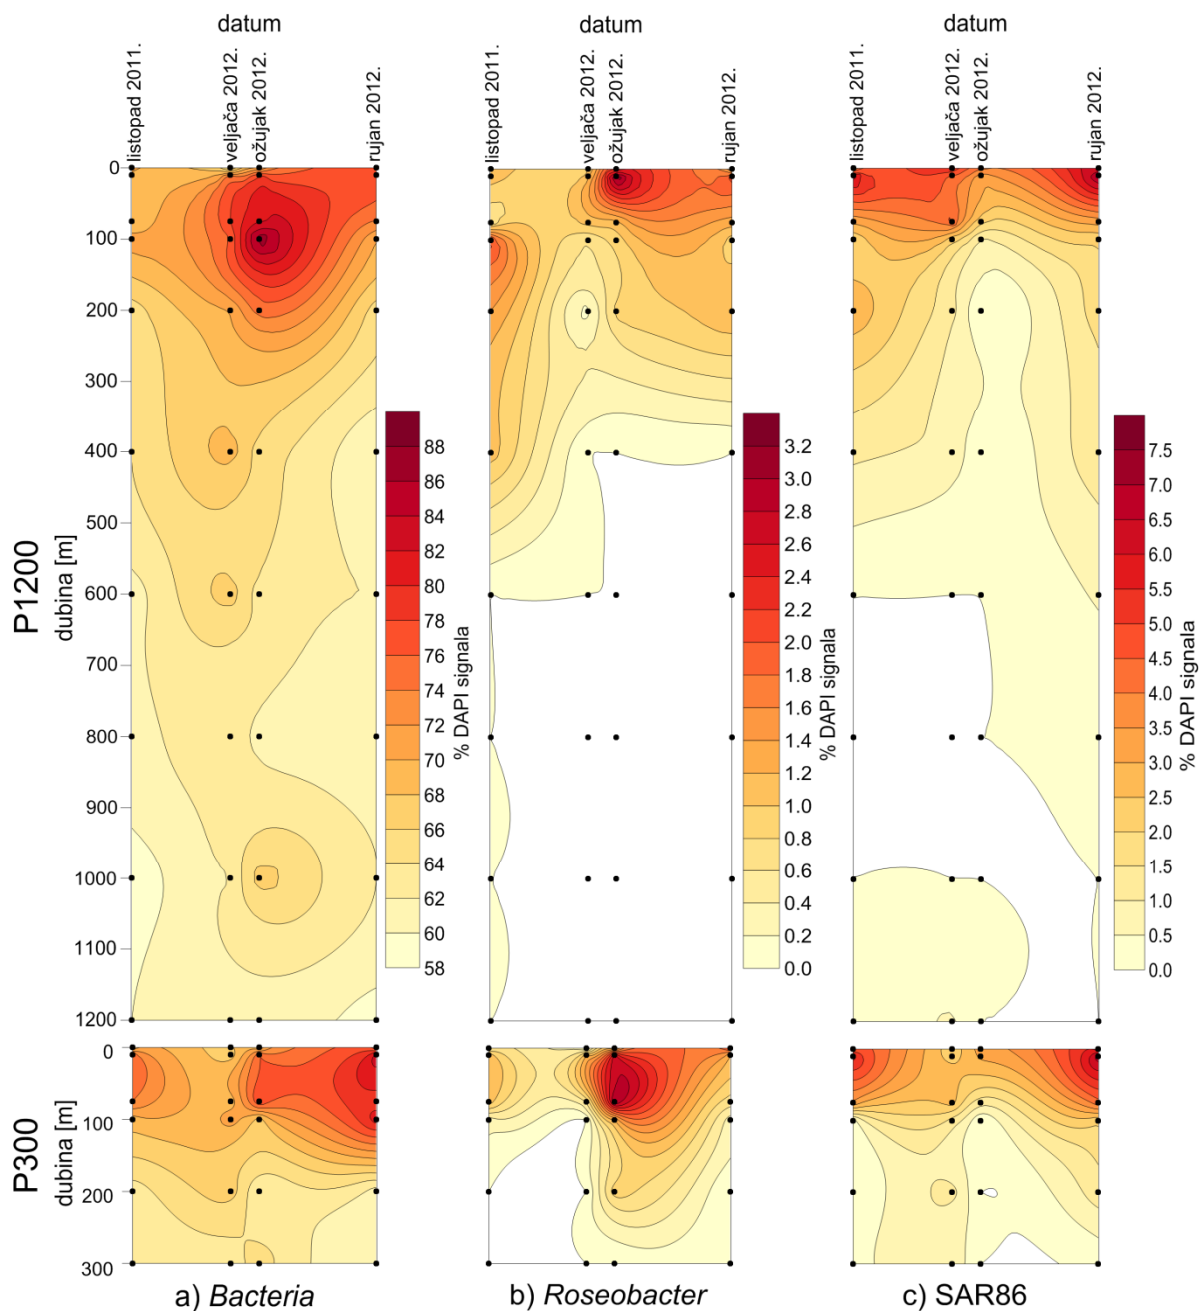 datum
datum
datum
listopad 2011.
veljača 2012.
ožujak 2012.
rujan 2012.
listopad 2011.
veljača 2012.
ožujak 2012.
rujan 2012.
listopad 2011.
veljača 2012.
ožujak 2012.
rujan 2012.
P1200
dubina [m]
0
100
200
300
400
500
600
700
800
900
1000
1100
1200
88
86
84
82
80
78
76
74
72
70
68
66
64
62
60
58
% DAPI signala
3.2
3.0
2.8
2.6
2.4
2.2
2.0
1.8
1.6
1.4
1.2
1.0
0.8
0.6
0.4
0.2
0.0
% DAPI signala
7.5
7.0
6.5
6.0
5.5
5.0
4.5
4.0
3.5
3.0
2.5
2.0
1.5
1.0
0.5
0.0
% DAPI signala
P300
dubina [m]
0
100
200
300
a) Bacteria
b) Roseobacter
c) SAR86